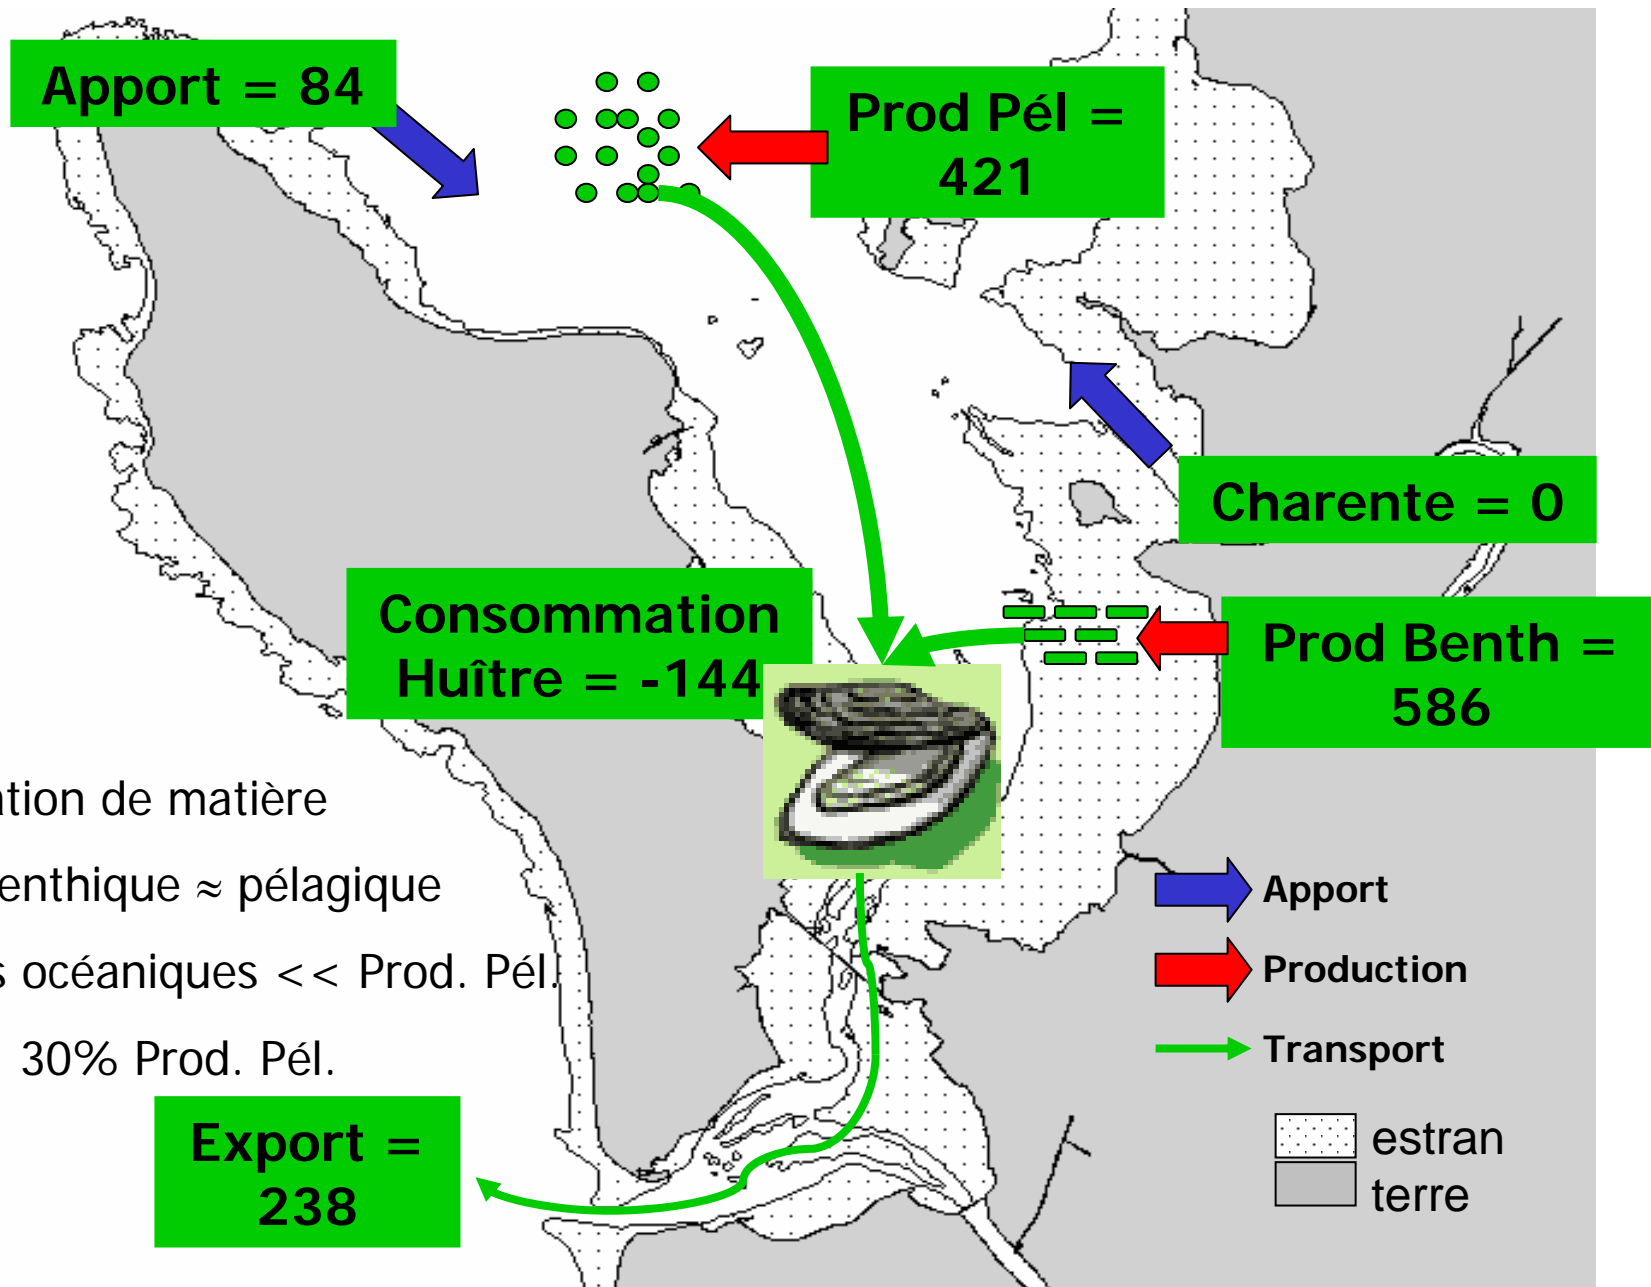 Apport = 84
Prod Pél =
421
Charente = 0
Consommation
Huître = -144
Prod Benth =
586
ation de matière
enthique ≈ pélagique
s océaniques << Prod. Pél.
30% Prod. Pél.
Export =
238
Apport
Production
Transport
estran
terre